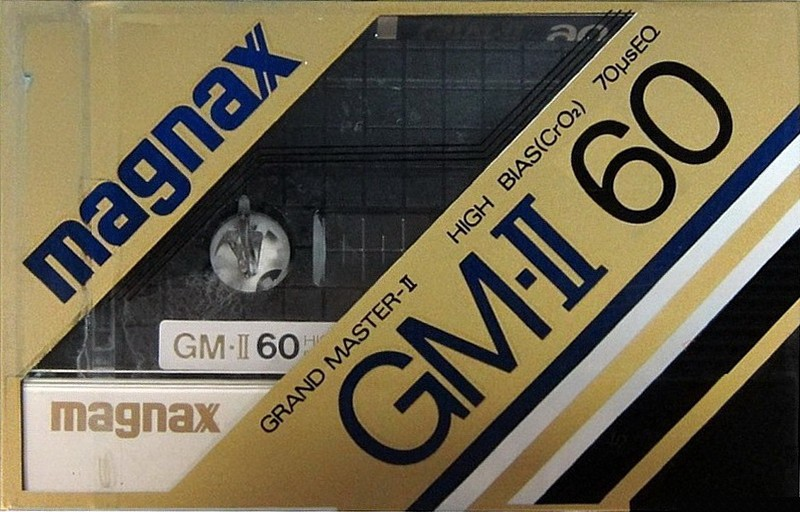 magnax
GRAND MASTER-II HIGH BIAS(CrO₂) 70µsEQ
GM·II 60
GM·II 60
magnax